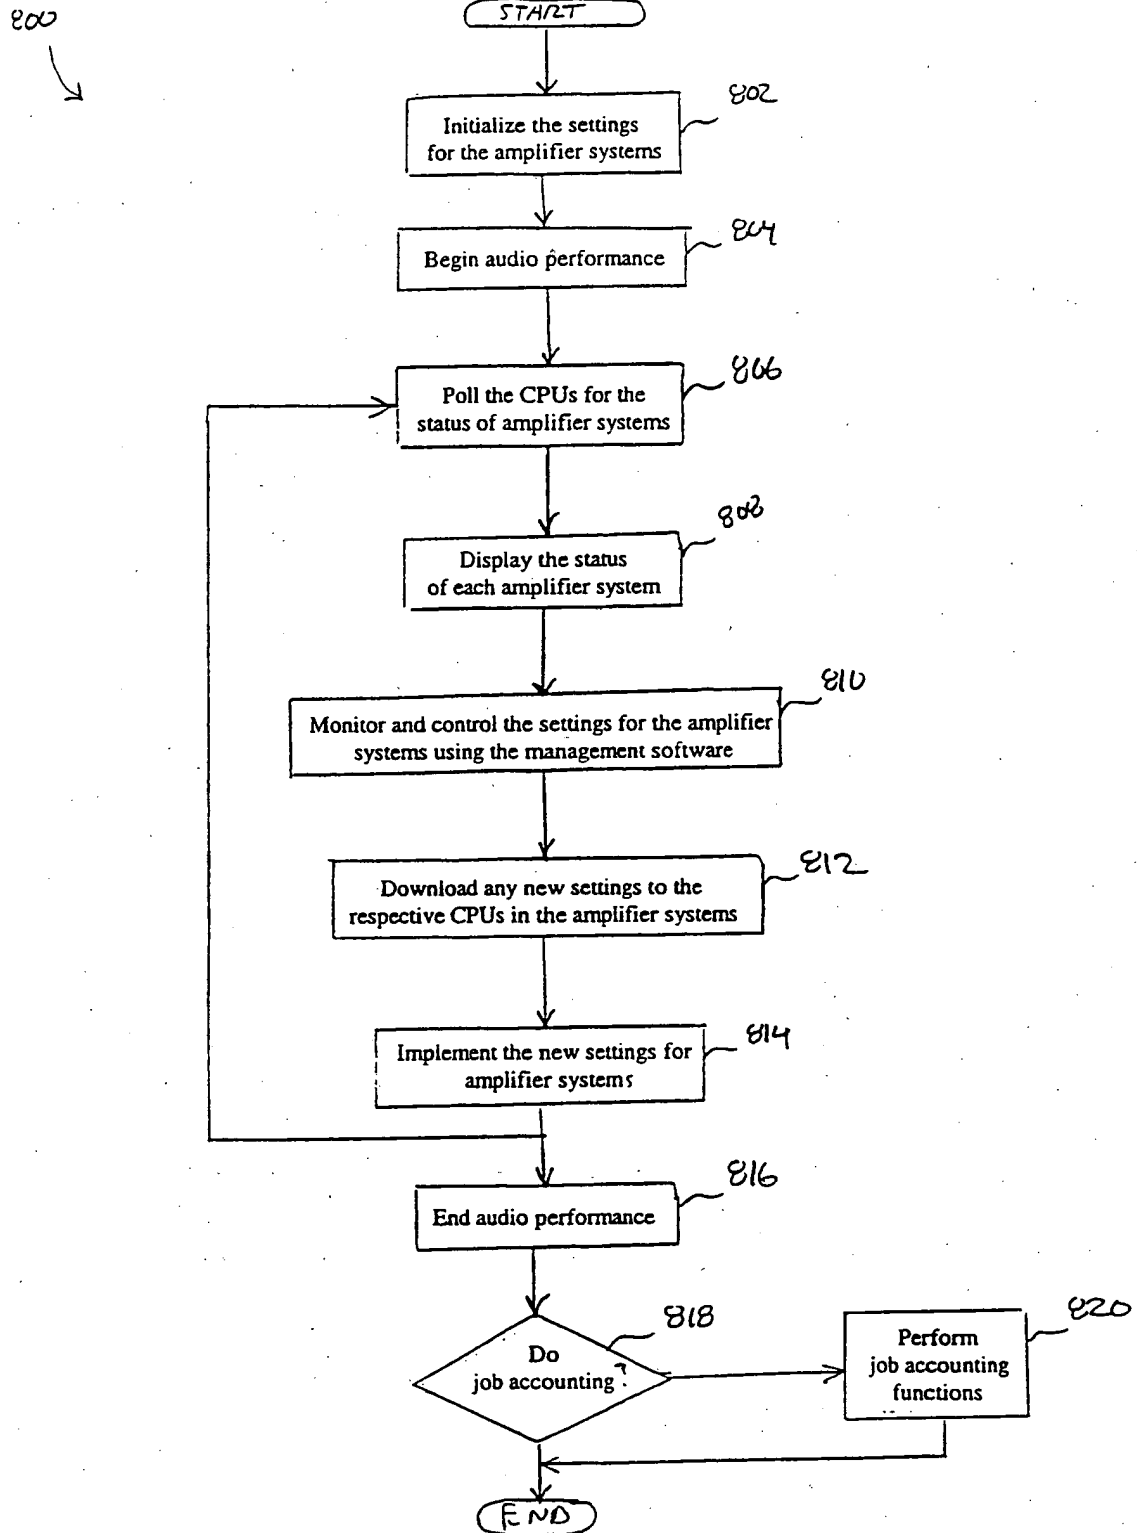 800
START
802
Initialize the settings
for the amplifier systems
804
Begin audio performance
806
Poll the CPUs for the
status of amplifier systems
808
Display the status
of each amplifier system
810
Monitor and control the settings for the amplifier
systems using the management software
812
Download any new settings to the
respective CPUs in the amplifier systems
814
Implement the new settings for
amplifier systems
816
End audio performance
818
Do
job accounting?
820
Perform
job accounting
functions
END